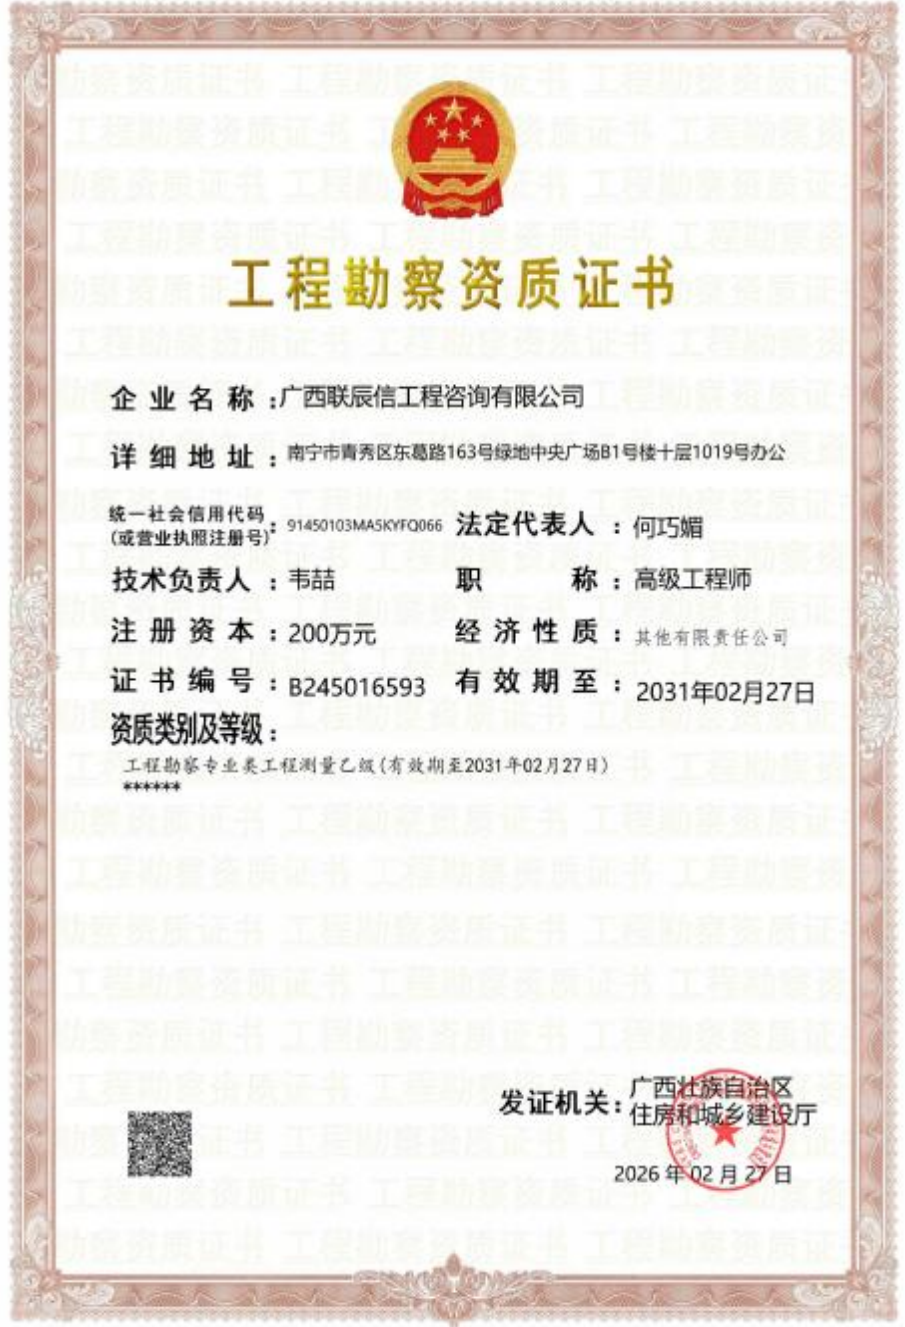 工程勘察资质证书
企业名称：广西联辰信工程咨询有限公司
详细地址：南宁市青秀区东葛路163号绿地中央广场B1号楼十层1019号办公
统一社会信用代码
(或营业执照注册号)：91450103MA5KYFQ066 法定代表人：何巧媚
技术负责人：韦喆 职称：高级工程师
注册资本：200万元 经济性质：其他有限责任公司
证书编号：B245016593 有效期至：2031年02月27日
资质类别及等级：
工程勘察专业类工程测量乙级(有效期至2031年02月27日)
******
发证机关：广西壮族自治区
住房和城乡建设厅
2026年02月27日